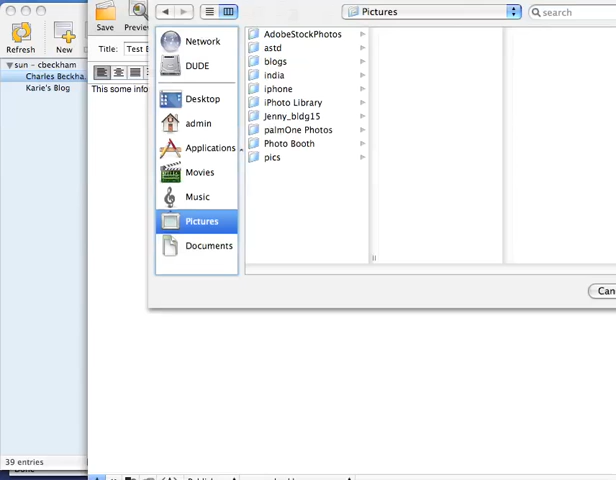 Pictures
search
Refresh
New
Save
Preview
Title:
Test
sun - cbeckham
Charles Beckha
Karie's Blog
This some info
Network
DUDE
Desktop
admin
Applications
Movies
Music
Pictures
Documents
AdobeStockPhotos
astd
blogs
india
iphone
iPhoto Library
Jenny_bldg15
palmOne Photos
Photo Booth
pics
Can
39 entries